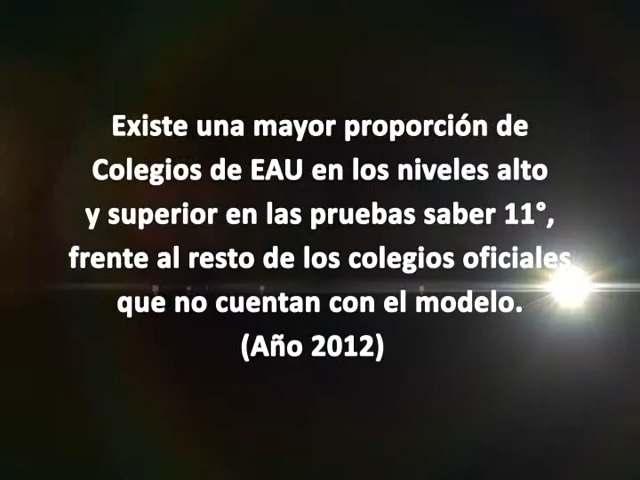 Existe una mayor proporción de
Colegios de EAU en los niveles alto
y superior en las pruebas saber 11°,
frente al resto de los colegios oficiales
que no cuentan con el modelo.
(Año 2012)